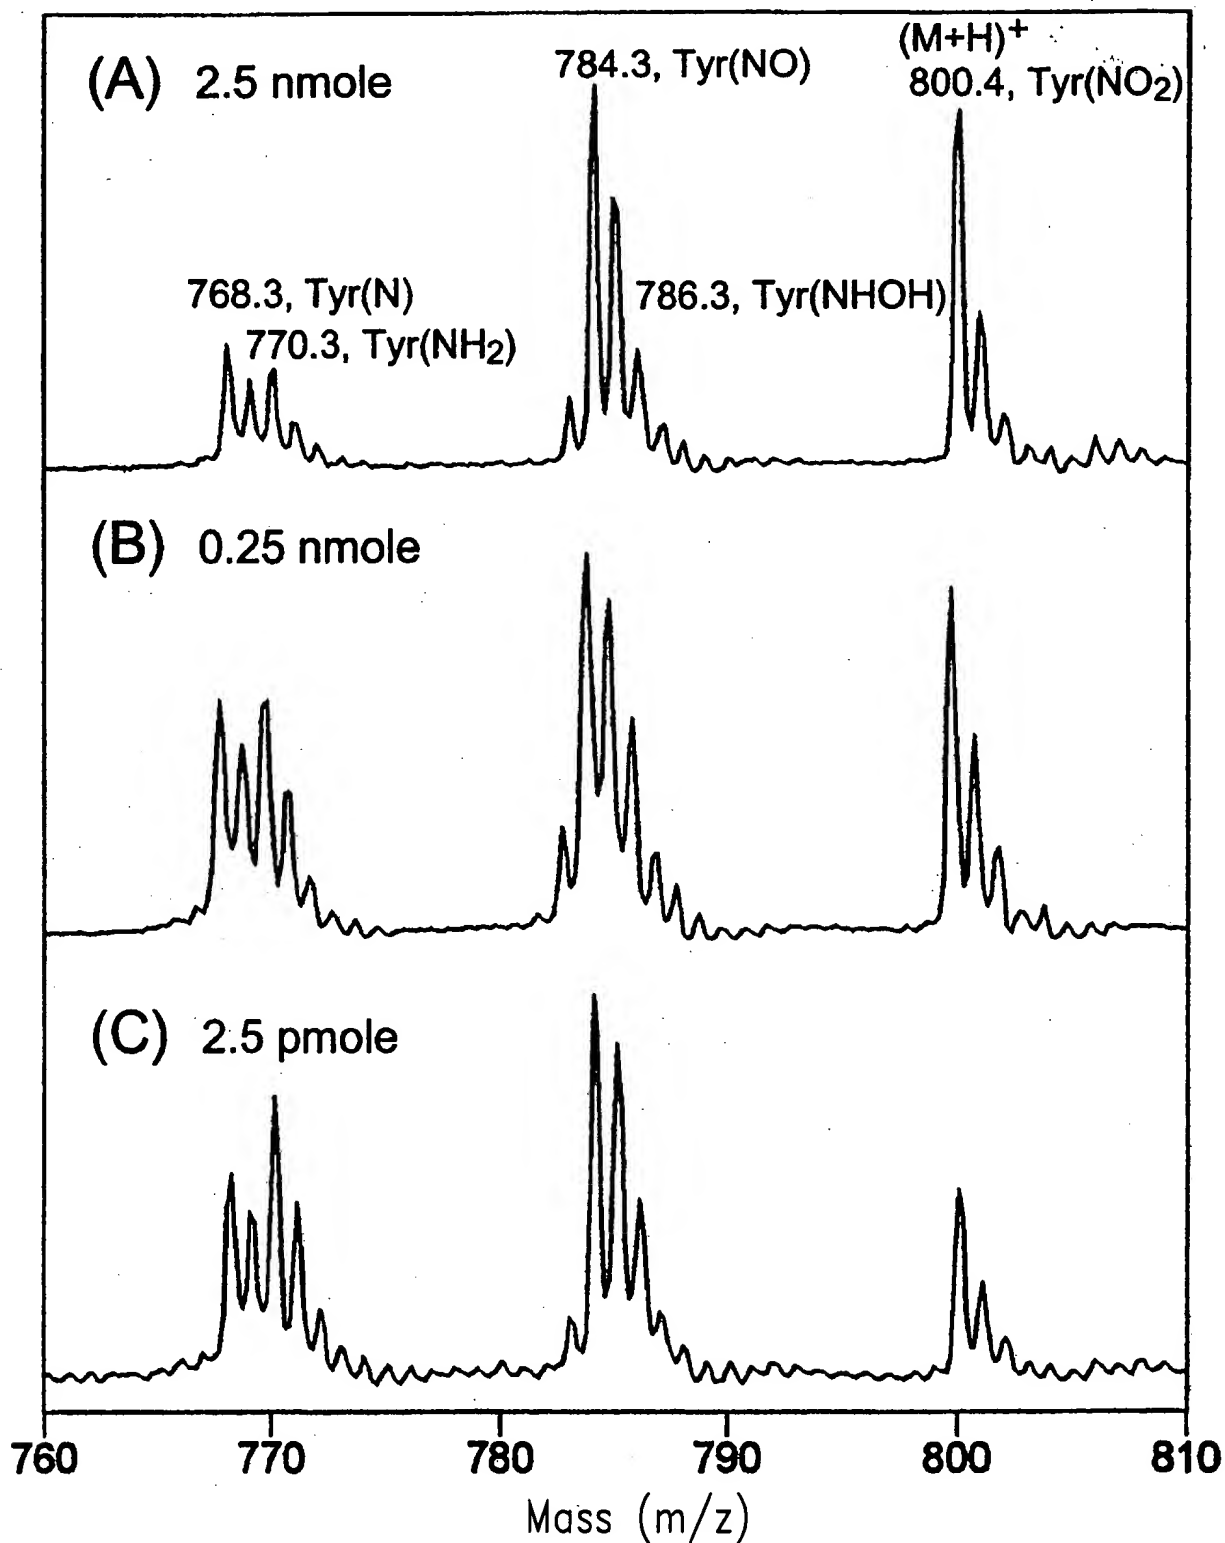 (M+H)⁺
(A) 2.5 nmole
784.3, Tyr(NO)
800.4, Tyr(NO₂)
768.3, Tyr(N)
786.3, Tyr(NHOH)
770.3, Tyr(NH₂)
(B) 0.25 nmole
(C) 2.5 pmole
760 770 780 790 800 810
Mass (m/z)